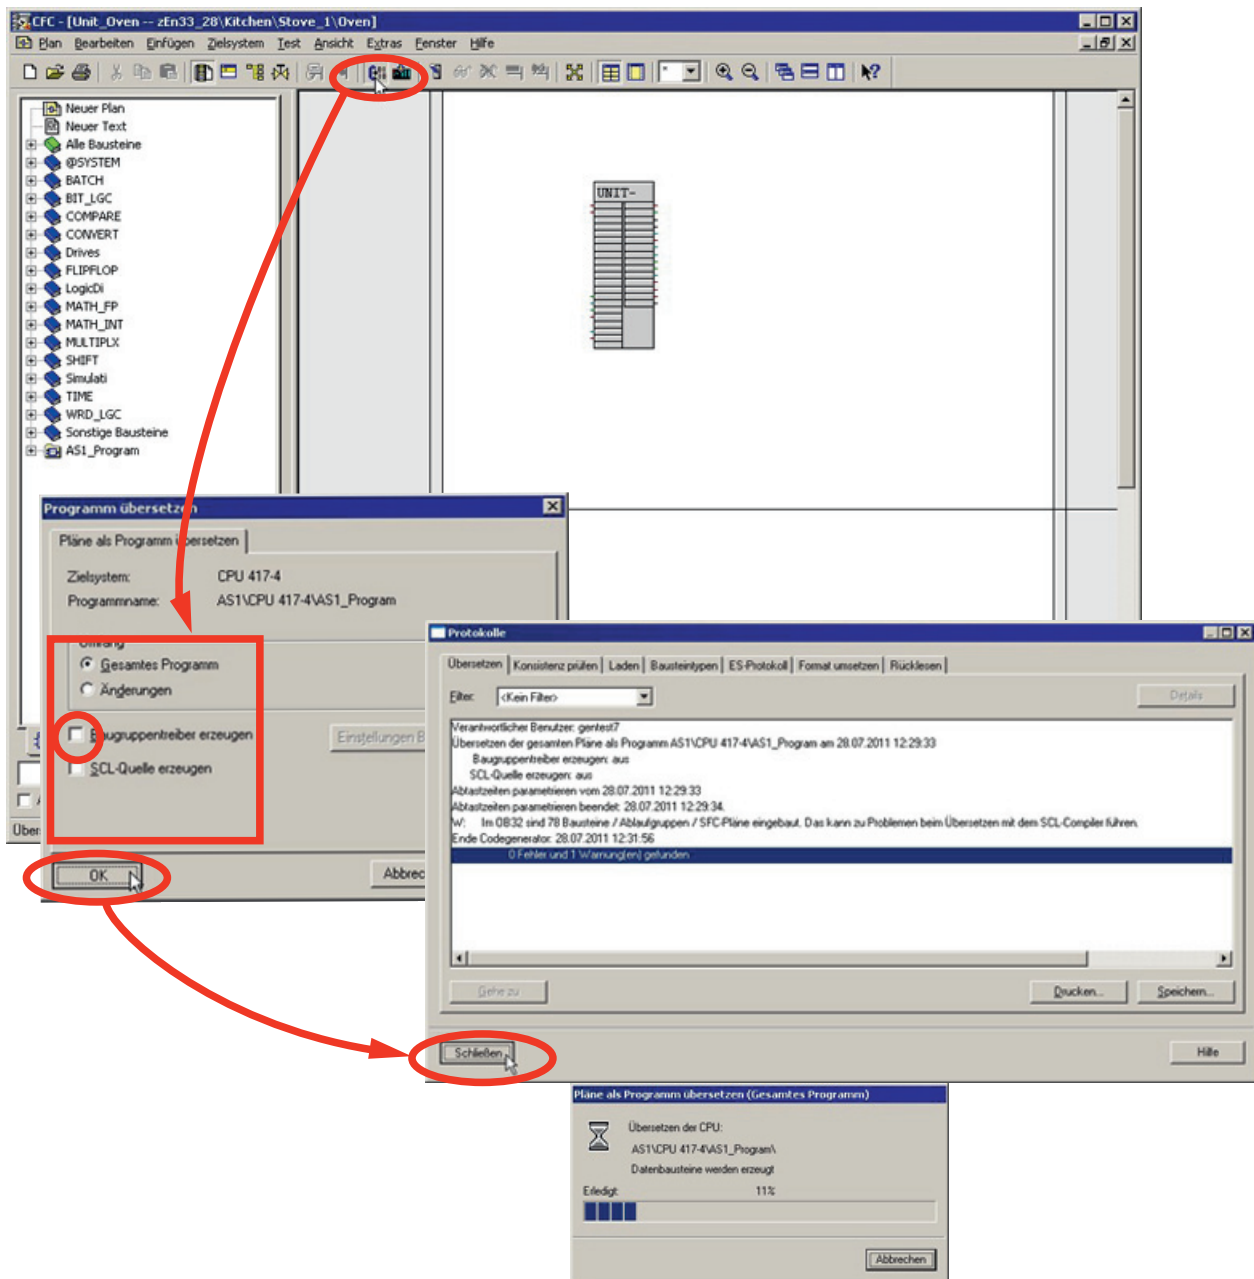 CFC - [Unit_Oven -- zEn33_28\Kitchen\Stove_1\Oven]
Plan Bearbeiten Einfügen Zielsystem Test Ansicht Extras Fenster Hilfe
Neuer Plan
Neuer Text
Alle Bausteine
@SYSTEM
BATCH
BIT_LGC
COMPARE
CONVERT
Drives
FLIPFLOP
LogicDi
MATH_FP
MATH_INT
MULTIPLX
SHIFT
Simulati
TIME
WRD_LGC
Sonstige Bausteine
AS1_Program
UNIT-
Programm übersetzen
Pläne als Programm übersetzen
Zielsystem: CPU 417-4
Programmname: AS1\CPU 417-4\AS1_Program
Umfang
Gesamtes Programm
Änderungen
Baugruppentreiber erzeugen
Einstellungen B
SCL-Quelle erzeugen
OK
Abbrec
Über
Protokolle
Übersetzen Konsistenz prüfen Laden Bausteintypen ES-Protokoll Format umsetzen Rücklesen
Filter: <Kein Filter>
Details
Verantwortlicher Benutzer: gentest7
Übersetzen der gesamten Pläne als Programm AS1\CPU 417-4\AS1_Program am 28.07.2011 12:29:33
Baugruppentreiber erzeugen: aus
SCL-Quelle erzeugen: aus
Abtastzeiten parametrieren vom 28.07.2011 12:29:33
Abtastzeiten parametrieren beendet: 28.07.2011 12:29:34.
W: Im OB32 sind 78 Bausteine / Ablaufgruppen / SFC-Pläne eingebaut. Das kann zu Problemen beim Übersetzen mit dem SCL-Compiler führen.
Ende Codegenerator: 28.07.2011 12:31:56
0 Fehler und 1 Warnung(en) gefunden
Gehe zu
Drucken... Speichern...
Schließen
Hilfe
Pläne als Programm übersetzen (Gesamtes Programm)
Übersetzen der CPU:
AS1\CPU 417-4\AS1_Program\
Datenbausteine werden erzeugt
Erledigt: 11%
Abbrechen